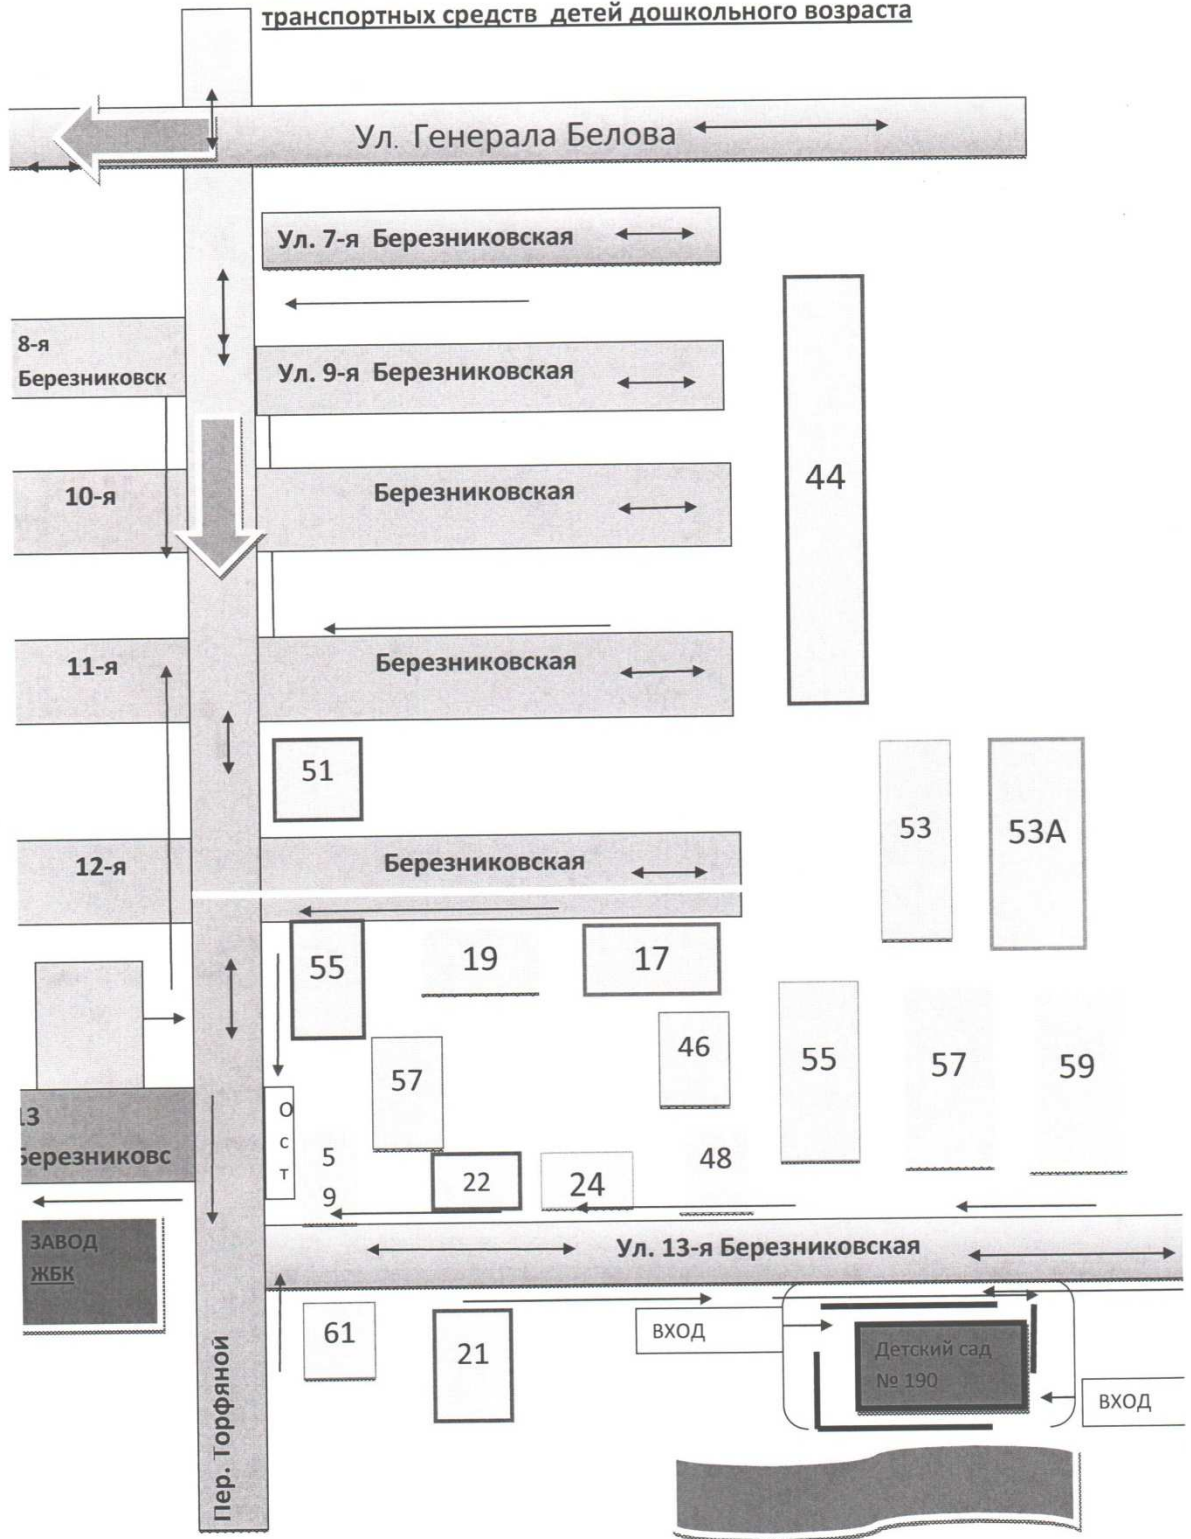 транспортных средств детей дошкольного возраста
Ул. Генерала Белова
Ул. 7-я Березниковская
8-я
Березниковск
Ул. 9-я Березниковская
44
10-я Березниковская
11-я Березниковская
51
53
53А
12-я Березниковская
55
19
17
46
55
57
59
57
13
Березниковс
О
с
т
5
9
22
24
48
ЗАВОД
ЖБК
Ул. 13-я Березниковская
61
21
ВХОД
Детский сад
№ 190
ВХОД
Пер. Торфяной